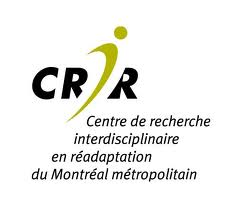 CRIR
Centre de recherche
interdisciplinaire
en réadaptation
du Montréal métropolitain